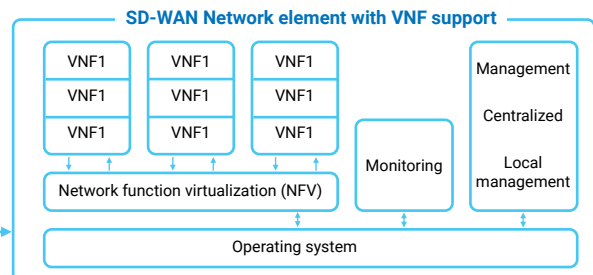 SD-WAN Network element with VNF support
VNF1 VNF1 VNF1
VNF1 VNF1 VNF1
VNF1 VNF1 VNF1
Network function virtualization (NFV)
Monitoring
Management
Centralized
Local
management
Operating system